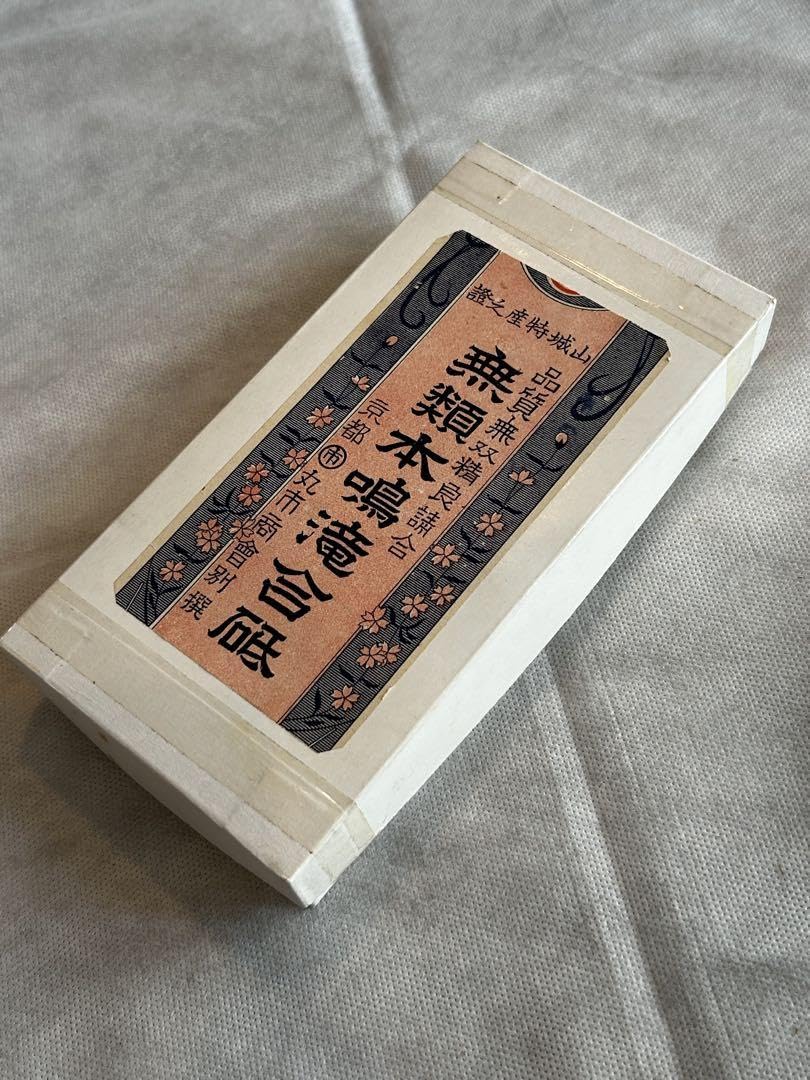 山城特産之證
品質無双精良請合
無類本鳴滝合砥
京都㊞丸市商會別撰